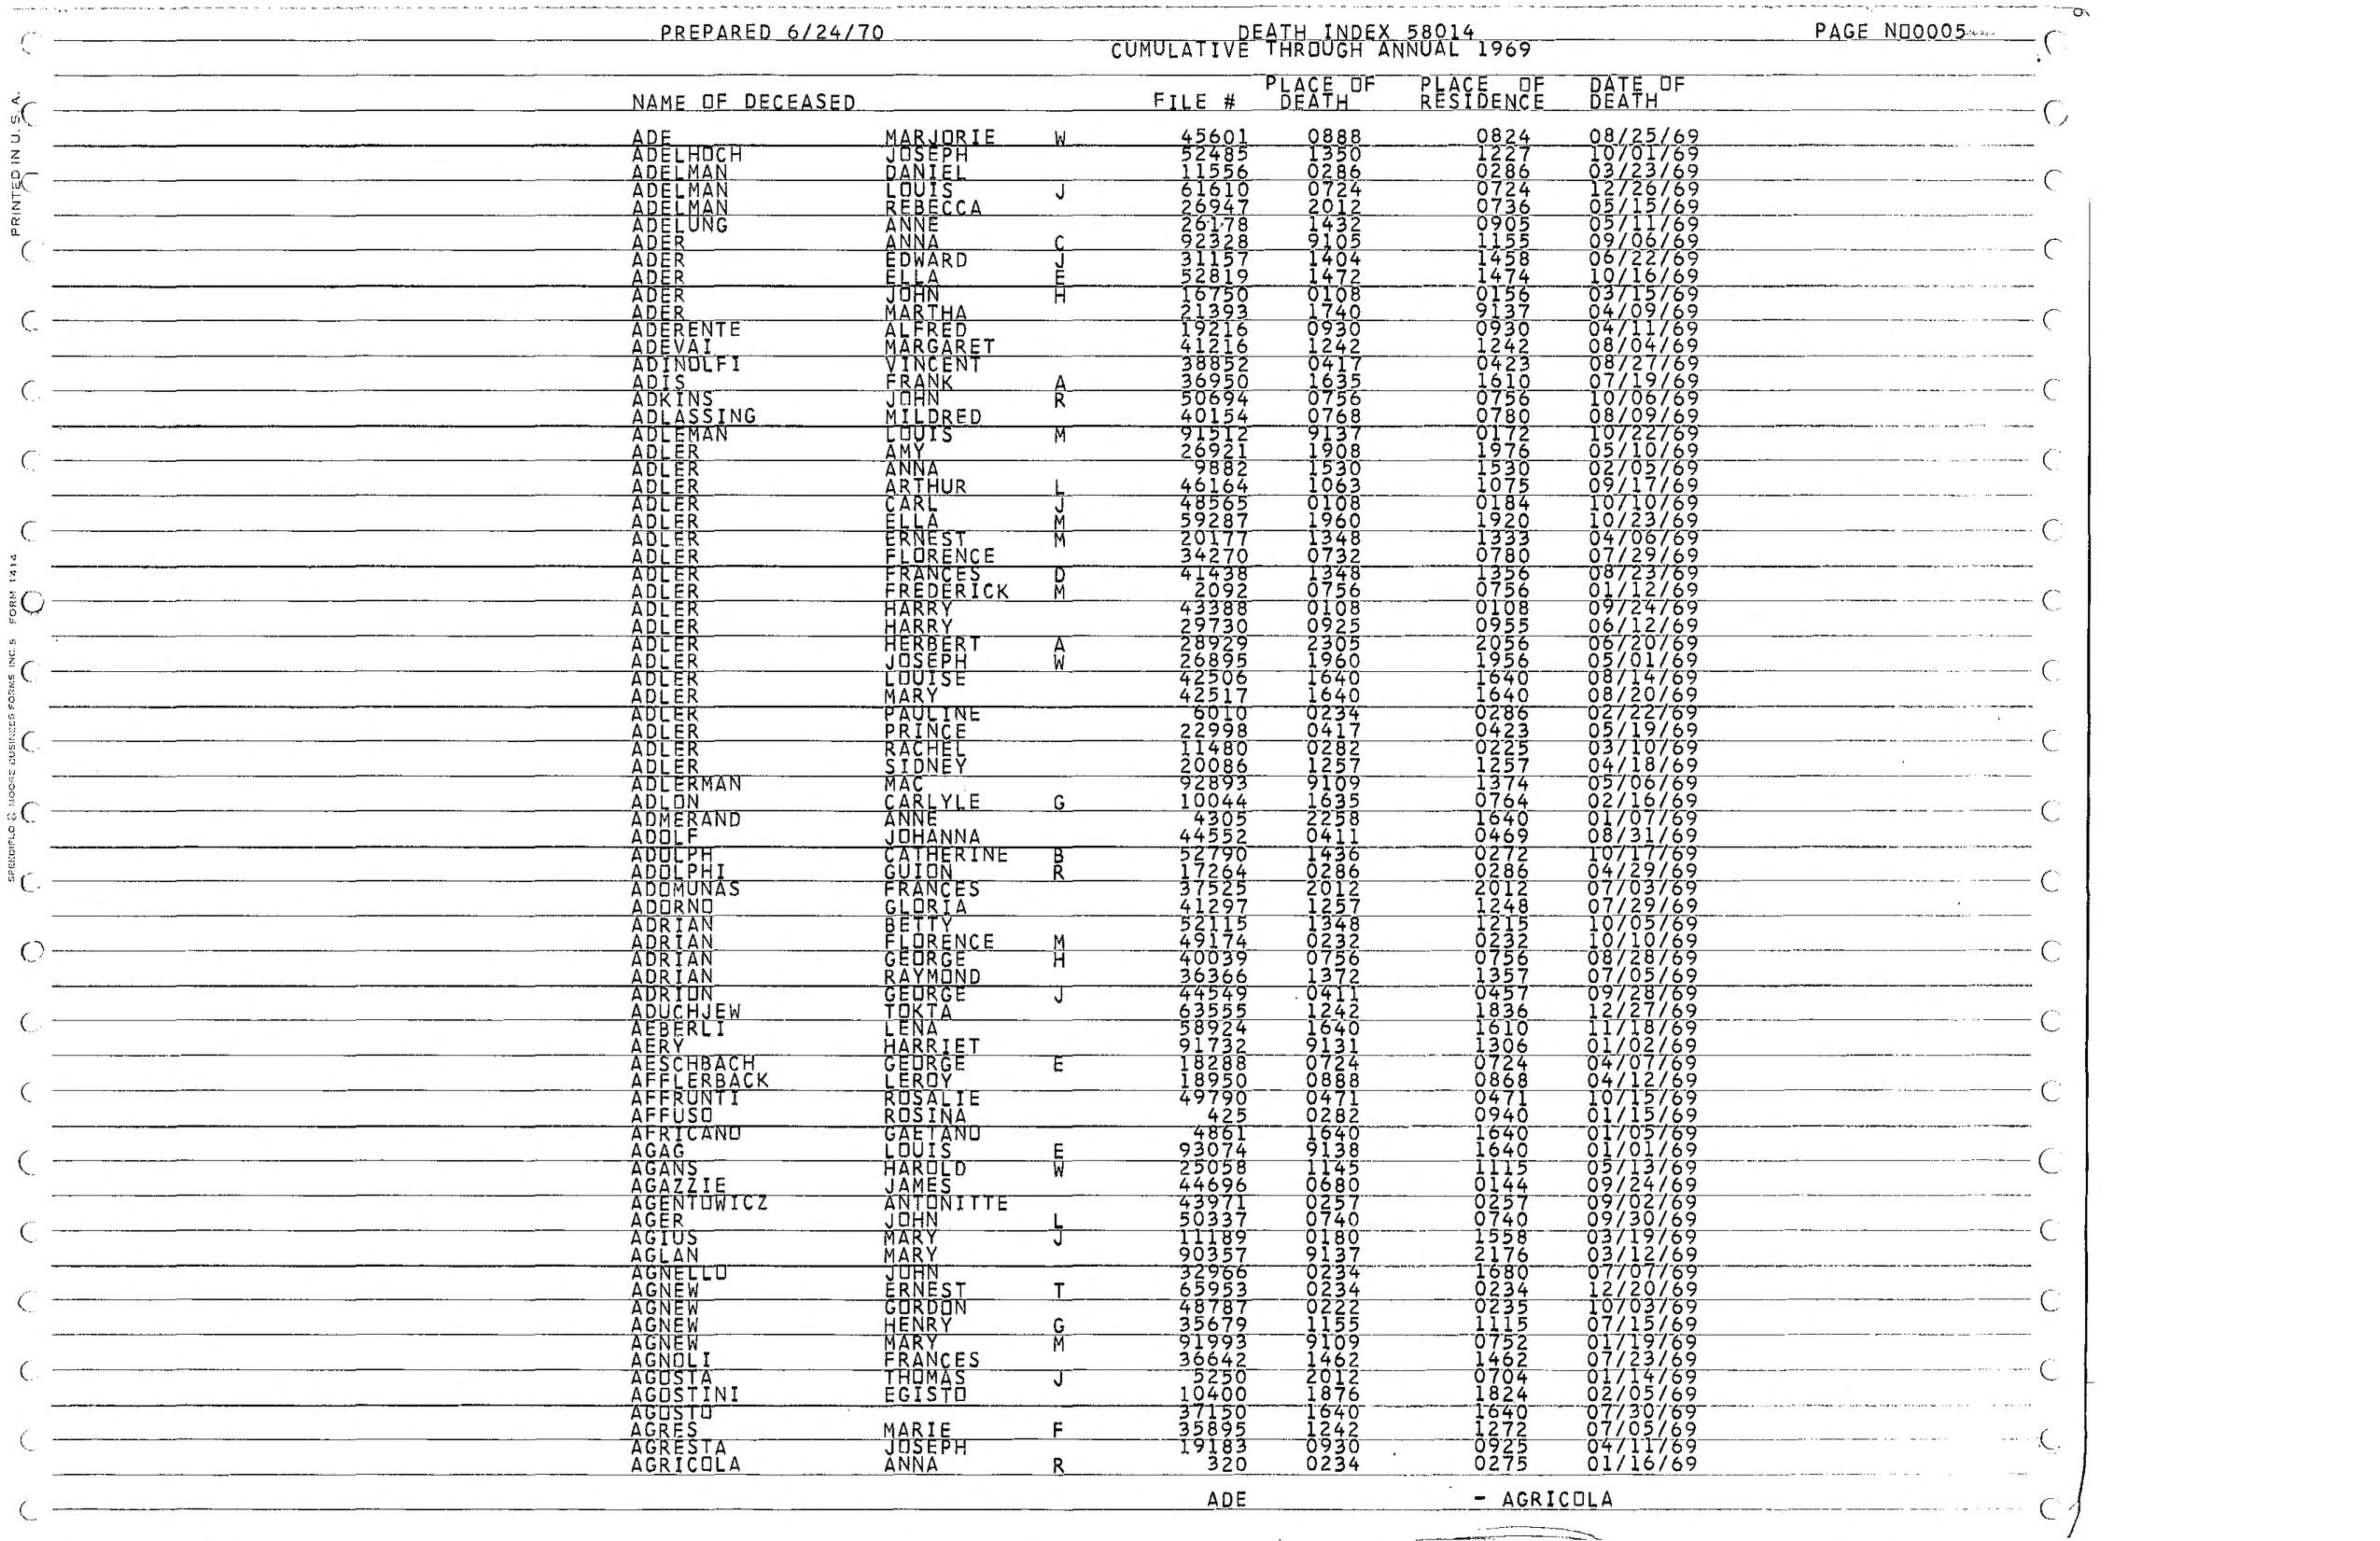 PREPARED 6/24/70 DEATH INDEX 58014 PAGE NO0005
CUMULATIVE THROUGH ANNUAL 1969
PLACE OF PLACE OF DATE OF
NAME OF DECEASED FILE # DEATH RESIDENCE DEATH
ADE MARJORIE W 45601 0888 0824 08/25/69
ADELHOCH JOSEPH 52485 1350 1227 10/01/69
ADELMAN DANIEL 11556 0286 0286 03/23/69
ADELMAN LOUIS J 61610 0724 0724 12/26/69
ADELMAN REBECCA 26947 2012 0736 05/15/69
ADELUNG ANNE 26178 1432 0905 05/11/69
ADER ANNA C 92328 9105 1155 09/06/69
ADER EDWARD J 31157 1404 1458 06/22/69
ADER ELLA E 52819 1472 1474 10/16/69
ADER JOHN H 16750 0108 0156 03/15/69
ADER MARTHA 21393 1740 9137 04/09/69
ADERENTE ALFRED 19216 0930 0930 04/11/69
ADEVAI MARGARET 41216 1242 1242 08/04/69
ADINOLFI VINCENT 38852 0417 0423 08/27/69
ADIS FRANK A 36950 1635 1610 07/19/69
ADKINS JOHN R 50694 0756 0756 10/06/69
ADLASSING MILDRED 40154 0768 0780 08/09/69
ADLEMAN LOUIS M 91512 9137 0172 10/22/69
ADLER AMY 26921 1908 1976 05/10/69
ADLER ANNA 9882 1530 1530 02/05/69
ADLER ARTHUR L 46164 1063 1075 09/17/69
ADLER CARL J 48565 0108 0184 10/10/69
ADLER ELLA M 59287 1960 1920 10/23/69
ADLER ERNEST M 20177 1348 1333 04/06/69
ADLER FLORENCE 34270 0732 0780 07/29/69
ADLER FRANCES D 41438 1348 1356 08/23/69
ADLER FREDERICK M 2092 0756 0756 01/12/69
ADLER HARRY 43388 0108 0108 09/24/69
ADLER HARRY 29730 0925 0955 06/12/69
ADLER HERBERT A 28929 2305 2056 06/20/69
ADLER JOSEPH W 26895 1960 1956 05/01/69
ADLER LOUISE 42506 1640 1640 08/14/69
ADLER MARY 42517 1640 1640 08/20/69
ADLER PAULINE 6010 0234 0286 02/22/69
ADLER PRINCE 22998 0417 0423 05/19/69
ADLER RACHEL 11480 0282 0225 03/10/69
ADLER SIDNEY 20086 1257 1257 04/18/69
ADLERMAN MAC 92893 9109 1374 05/06/69
ADLON CARLYLE G 10044 1635 0764 02/16/69
ADMERAND ANNE 4305 2258 1640 01/07/69
ADOLF JOHANNA 44552 0411 0469 08/31/69
ADOLPH CATHERINE B 52790 1436 0272 10/17/69
ADOLPHI GUION R 17264 0286 0286 04/29/69
ADOMUNAS FRANCES 37525 2012 2012 07/03/69
ADORNO GLORIA 41297 1257 1248 07/29/69
ADRIAN BETTY 52115 1348 1215 10/05/69
ADRIAN FLORENCE M 49174 0232 0232 10/10/69
ADRIAN GEORGE H 40039 0756 0756 08/28/69
ADRIAN RAYMOND 36366 1372 1357 07/05/69
ADRION GEORGE J 44549 0411 0457 09/28/69
ADUCHJEW TOKTA 63555 1242 1836 12/27/69
AEBERLI LENA 58924 1640 1610 11/18/69
AERY HARRIET 91732 9131 1306 01/02/69
AESCHBACH GEORGE E 18288 0724 0724 04/07/69
AFFLERBACK LEROY 18950 0888 0868 04/12/69
AFFRUNTI ROSALIE 49790 0471 0471 10/15/69
AFFUSO ROSINA 425 0282 0940 01/15/69
AFRICANO GAETANO 4861 1640 1640 01/05/69
AGAG LOUIS E 93074 9138 1640 01/01/69
AGANS HAROLD W 25058 1145 1115 05/13/69
AGAZZIE JAMES 44696 0680 0144 09/24/69
AGENTOWICZ ANTONITTE 43971 0257 0257 09/02/69
AGER JOHN L 50337 0740 0740 09/30/69
AGIUS MARY J 11189 0180 1558 03/19/69
AGLAN MARY 90357 9137 2176 03/12/69
AGNELLO JOHN 32966 0234 1680 07/07/69
AGNEW ERNEST T 65953 0234 0234 12/20/69
AGNEW GORDON 48787 0222 0235 10/03/69
AGNEW HENRY G 35679 1155 1115 07/15/69
AGNEW MARY M 91993 9109 0752 01/19/69
AGNOLI FRANCES 36642 1462 1462 07/23/69
AGOSTA THOMAS J 5250 2012 0704 01/14/69
AGOSTINI EGISTO 10400 1876 1824 02/05/69
AGOSTO 37150 1640 1640 07/30/69
AGRES MARIE F 35895 1242 1272 07/05/69
AGRESTA JOSEPH 19183 0930 0925 04/11/69
AGRICOLA ANNA R 320 0234 0275 01/16/69
ADE - AGRICOLA
PRINTED IN U.S.A.
SPEEDIFLO MOORE BUSINESS FORMS INC. S FORM 1414